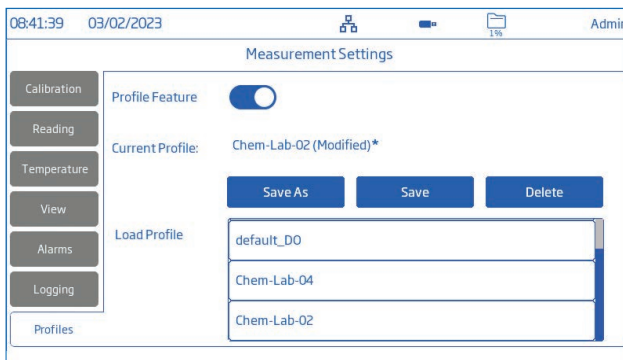 08:41:39 03/02/2023 1% Admin
Measurement Settings
Calibration
Profile Feature
Reading
Current Profile: Chem-Lab-02 (Modified)*
Temperature
Save As Save Delete
View
Load Profile
default_DO
Alarms
Chem-Lab-04
Logging
Chem-Lab-02
Profiles